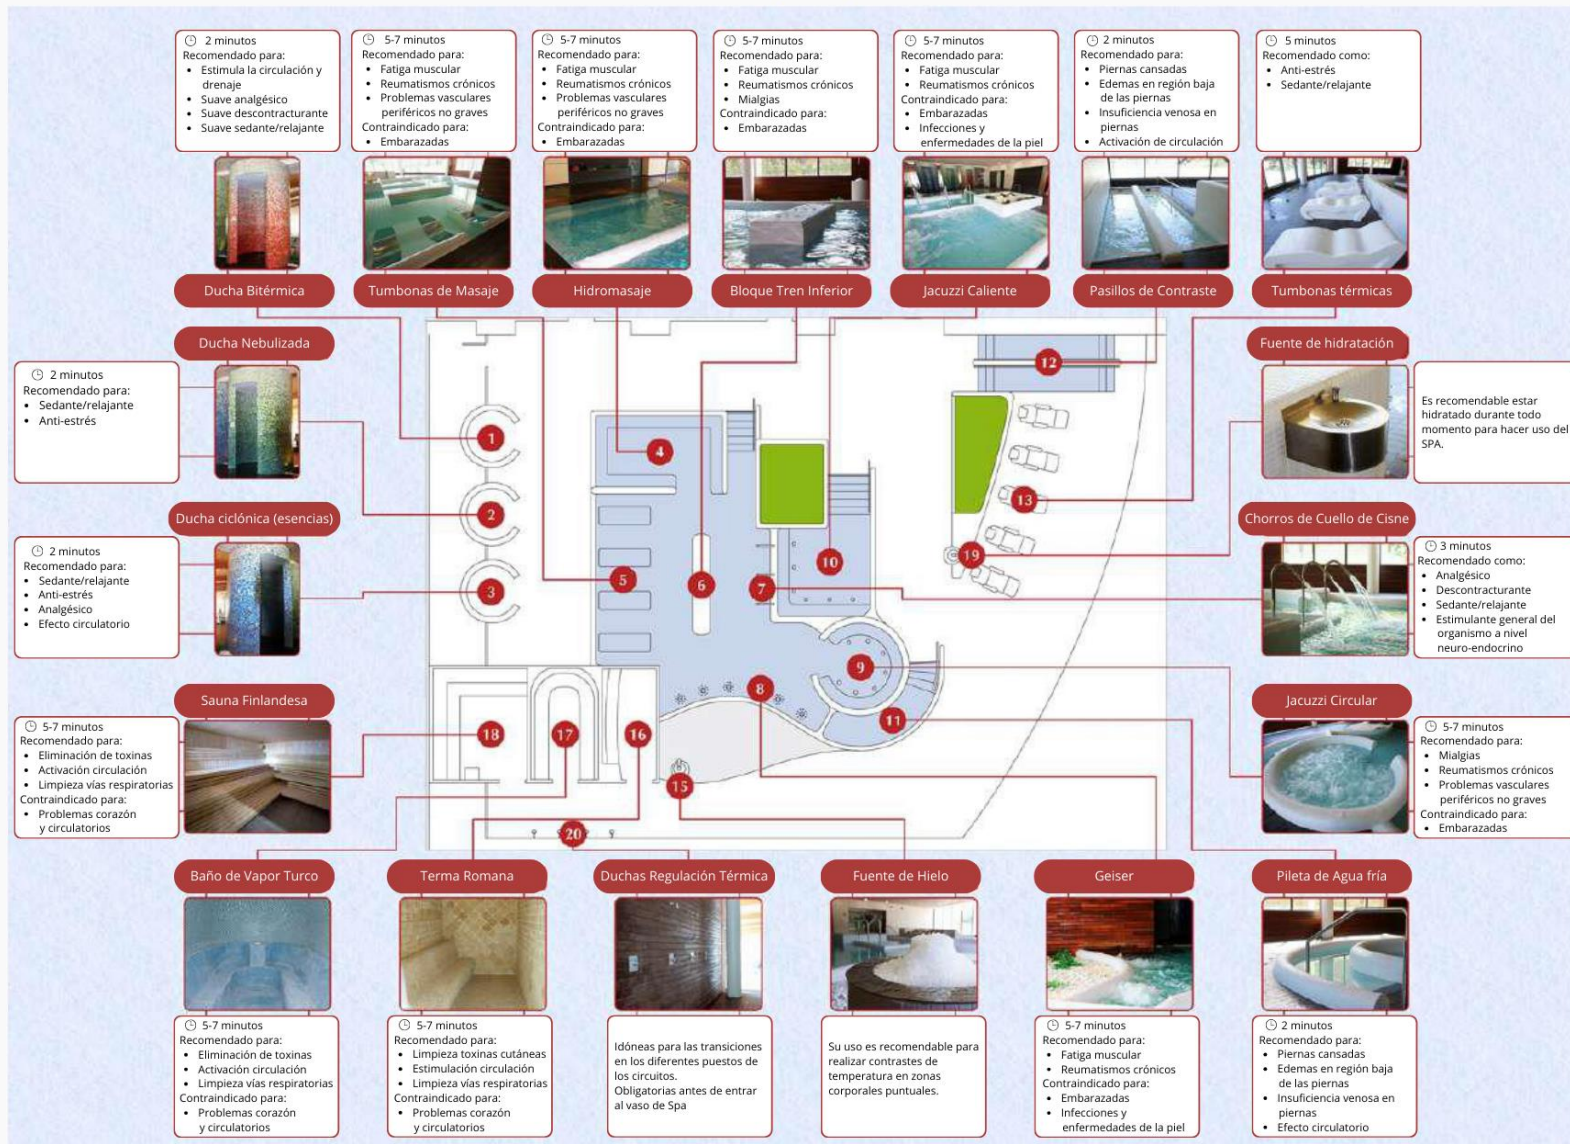 2 minutos
Recomendado para:
• Estimula la circulación y
drenaje
• Suave analgésico
• Suave descontracturante
• Suave sedante/relajante
5-7 minutos
Recomendado para:
• Fatiga muscular
• Reumatismos crónicos
• Problemas vasculares
periféricos no graves
Contraindicado para:
• Embarazadas
5-7 minutos
Recomendado para:
• Fatiga muscular
• Reumatismos crónicos
• Problemas vasculares
periféricos no graves
Contraindicado para:
• Embarazadas
5-7 minutos
Recomendado para:
• Fatiga muscular
• Reumatismos crónicos
• Mialgias
Contraindicado para:
• Embarazadas
5-7 minutos
Recomendado para:
• Fatiga muscular
• Reumatismos crónicos
Contraindicado para:
• Embarazadas
• Infecciones y
enfermedades de la piel
2 minutos
Recomendado para:
• Piernas cansadas
• Edemas en región baja
de las piernas
• Insuficiencia venosa en
piernas
• Activación de circulación
5 minutos
Recomendado como:
• Anti-estrés
• Sedante/relajante
Ducha Bitérmica
Tumbonas de Masaje
Hidromasaje
Bloque Tren Inferior
Jacuzzi Caliente
Pasillos de Contraste
Tumbonas térmicas
Ducha Nebulizada
2 minutos
Recomendado para:
• Sedante/relajante
• Anti-estrés
Ducha ciclónica (esencias)
2 minutos
Recomendado para:
• Sedante/relajante
• Anti-estrés
• Analgésico
• Efecto circulatorio
Sauna Finlandesa
5-7 minutos
Recomendado para:
• Eliminación de toxinas
• Activación circulación
• Limpieza vías respiratorias
Contraindicado para:
• Problemas corazón
y circulatorios
1
2
3
4
5
6
7
8
9
10
11
12
13
15
16
17
18
19
20
Fuente de hidratación
Es recomendable estar
hidratado durante todo
momento para hacer uso del
SPA.
Chorros de Cuello de Cisne
3 minutos
Recomendado como:
• Analgésico
• Descontracturante
• Sedante/relajante
• Estimulante general del
organismo a nivel
neuro-endocrino
Jacuzzi Circular
5-7 minutos
Recomendado para:
• Mialgias
• Reumatismos crónicos
• Problemas vasculares
periféricos no graves
Contraindicado para:
• Embarazadas
Baño de Vapor Turco
Terma Romana
Duchas Regulación Térmica
Fuente de Hielo
Geiser
Pileta de Agua fría
5-7 minutos
Recomendado para:
• Eliminación de toxinas
• Activación circulación
• Limpieza vías respiratorias
Contraindicado para:
• Problemas corazón
y circulatorios
5-7 minutos
Recomendado para:
• Limpieza toxinas cutáneas
• Estimulación circulación
• Limpieza vías respiratorias
Contraindicado para:
• Problemas corazón
y circulatorios
Idóneas para las transiciones
en los diferentes puestos de
los circuitos.
Obligatorias antes de entrar
al vaso de Spa
Su uso es recomendable para
realizar contrastes de
temperatura en zonas
corporales puntuales.
5-7 minutos
Recomendado para:
• Fatiga muscular
• Reumatismos crónicos
Contraindicado para:
• Embarazadas
• Infecciones y
enfermedades de la piel
2 minutos
Recomendado para:
• Piernas cansadas
• Edemas en región baja
de las piernas
• Insuficiencia venosa en
piernas
• Efecto circulatorio